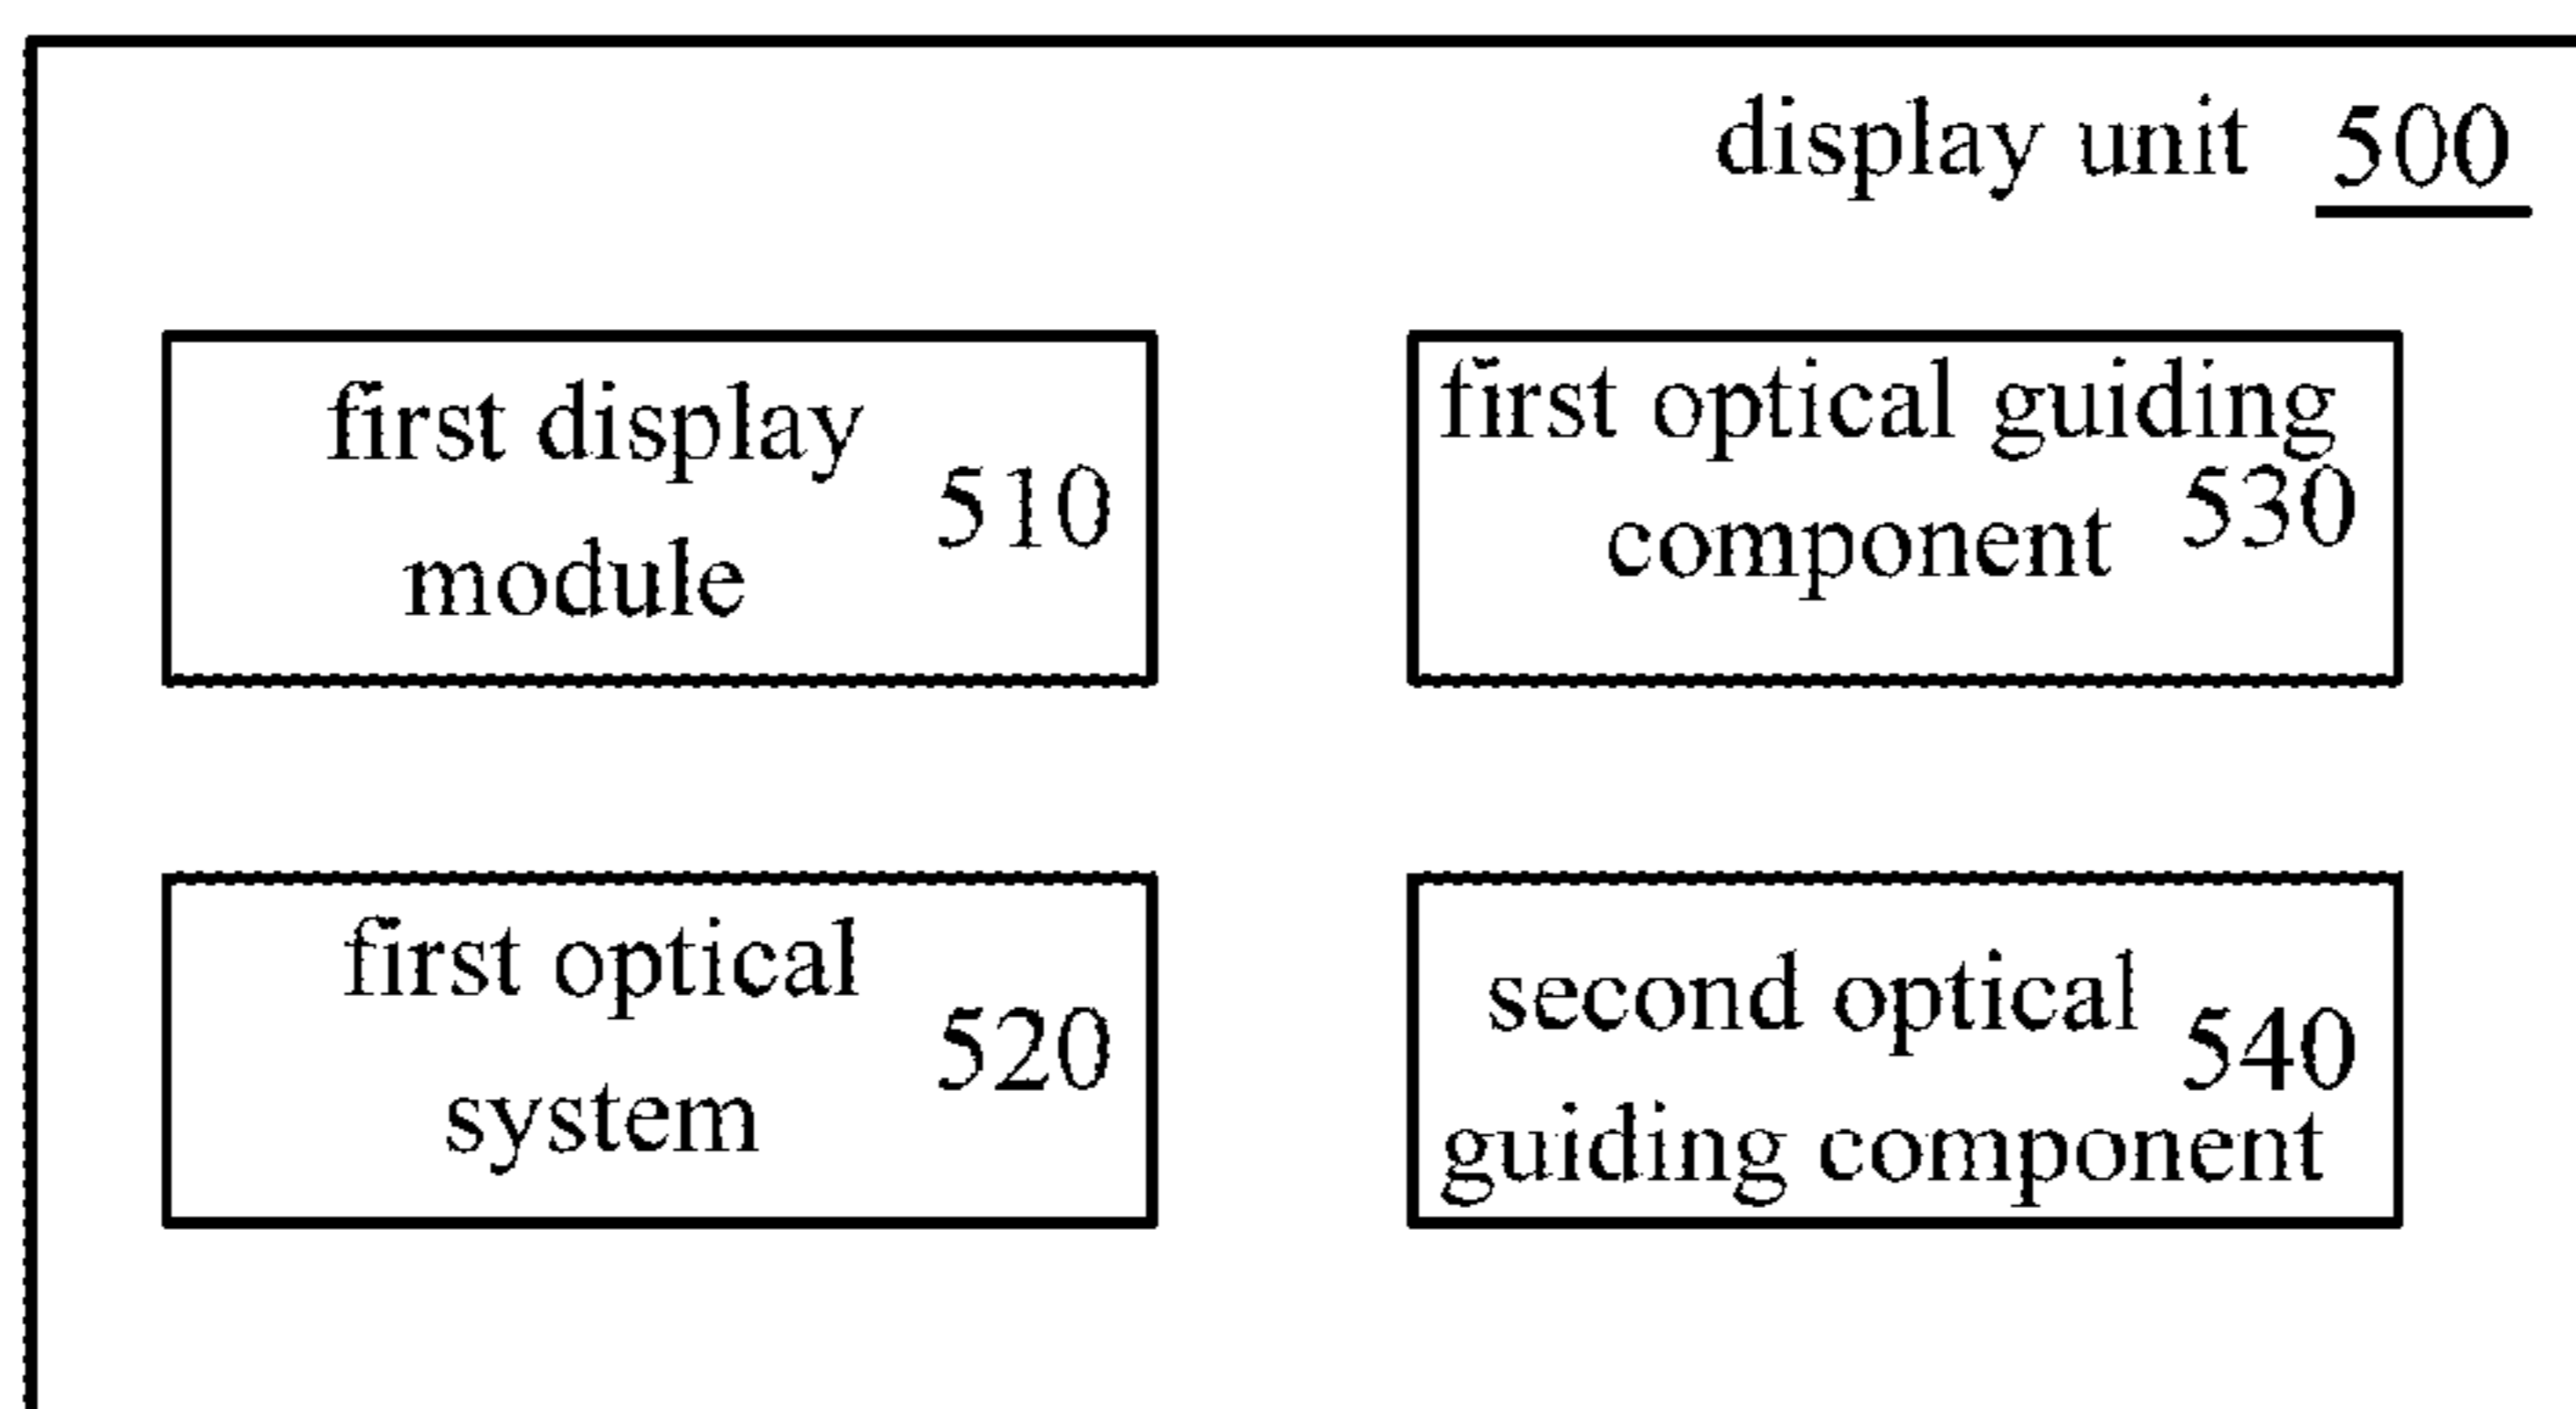 display unit 500
first display
module 510
first optical guiding
component 530
first optical
system 520
second optical
guiding component 540